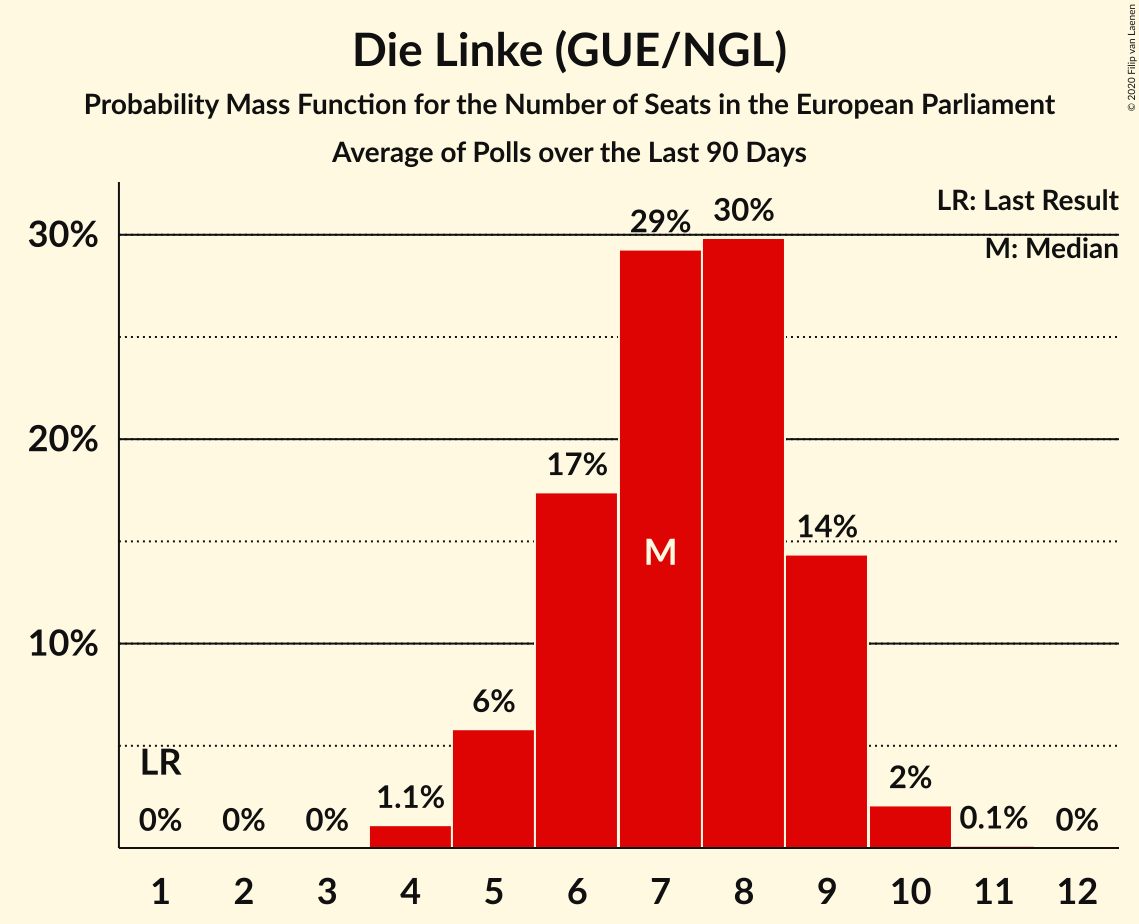 Die Linke (GUE/NGL)
Probability Mass Function for the Number of Seats in the European Parliament
Average of Polls over the Last 90 Days
© 2020 Filip van Laenen
LR: Last Result
M: Median
30%
20%
10%
29%
30%
17%
14%
M
6%
LR
0%
0%
0%
1.1%
2%
0.1%
0%
1 2 3 4 5 6 7 8 9 10 11 12